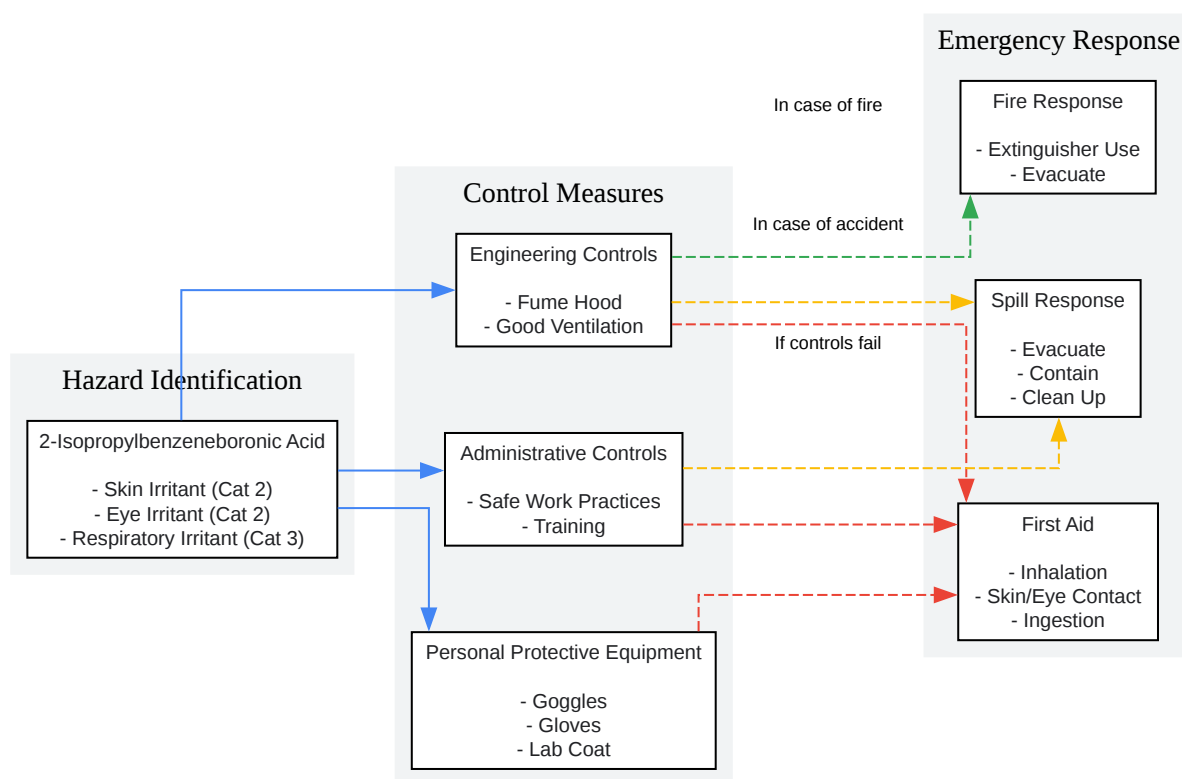 Hazard Identification
2-Isopropylbenzeneboronic Acid
- Skin Irritant (Cat 2)
- Eye Irritant (Cat 2)
- Respiratory Irritant (Cat 3)
Control Measures
Engineering Controls
- Fume Hood
- Good Ventilation
Administrative Controls
- Safe Work Practices
- Training
Personal Protective Equipment
- Goggles
- Gloves
- Lab Coat
In case of fire
In case of accident
If controls fail
Emergency Response
Fire Response
- Extinguisher Use
- Evacuate
Spill Response
- Evacuate
- Contain
- Clean Up
First Aid
- Inhalation
- Skin/Eye Contact
- Ingestion